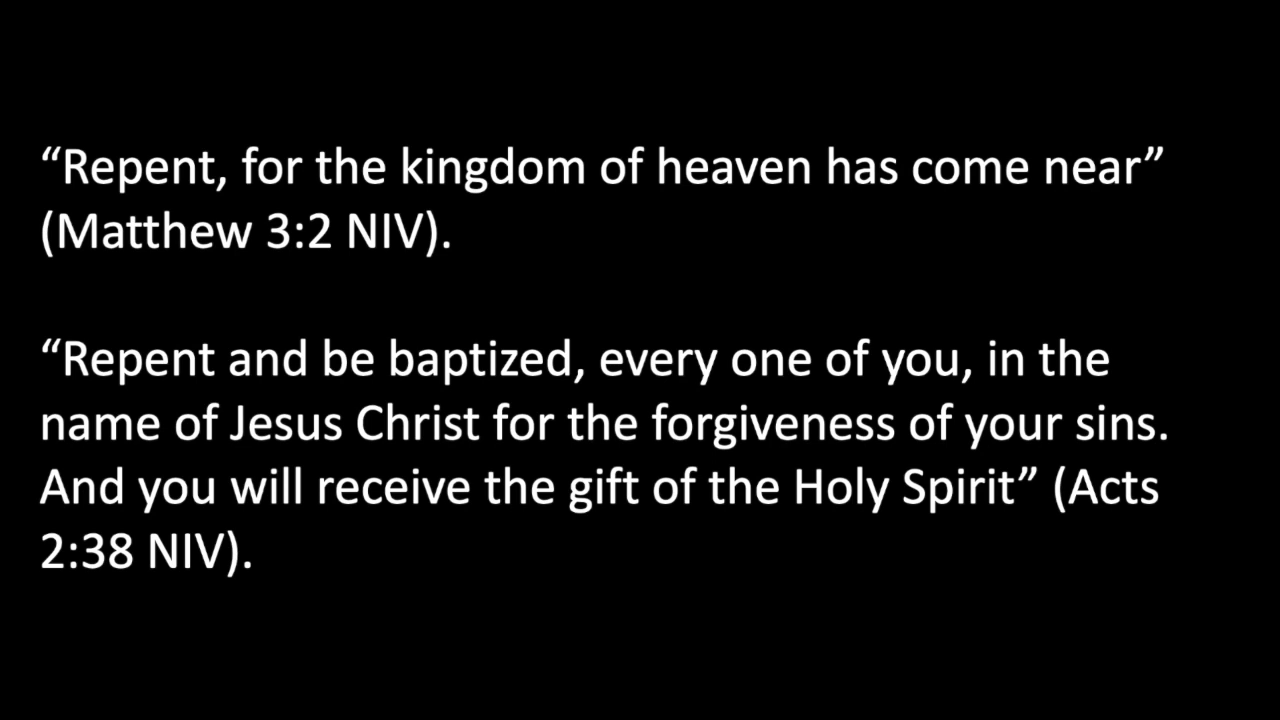 “Repent, for the kingdom of heaven has come near”
(Matthew 3:2 NIV).
“Repent and be baptized, every one of you, in the
name of Jesus Christ for the forgiveness of your sins.
And you will receive the gift of the Holy Spirit” (Acts
2:38 NIV).